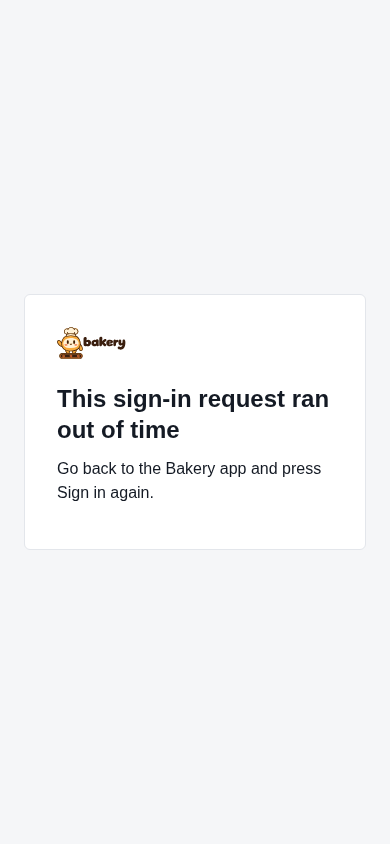 bakery
This sign-in request ran
out of time
Go back to the Bakery app and press
Sign in again.